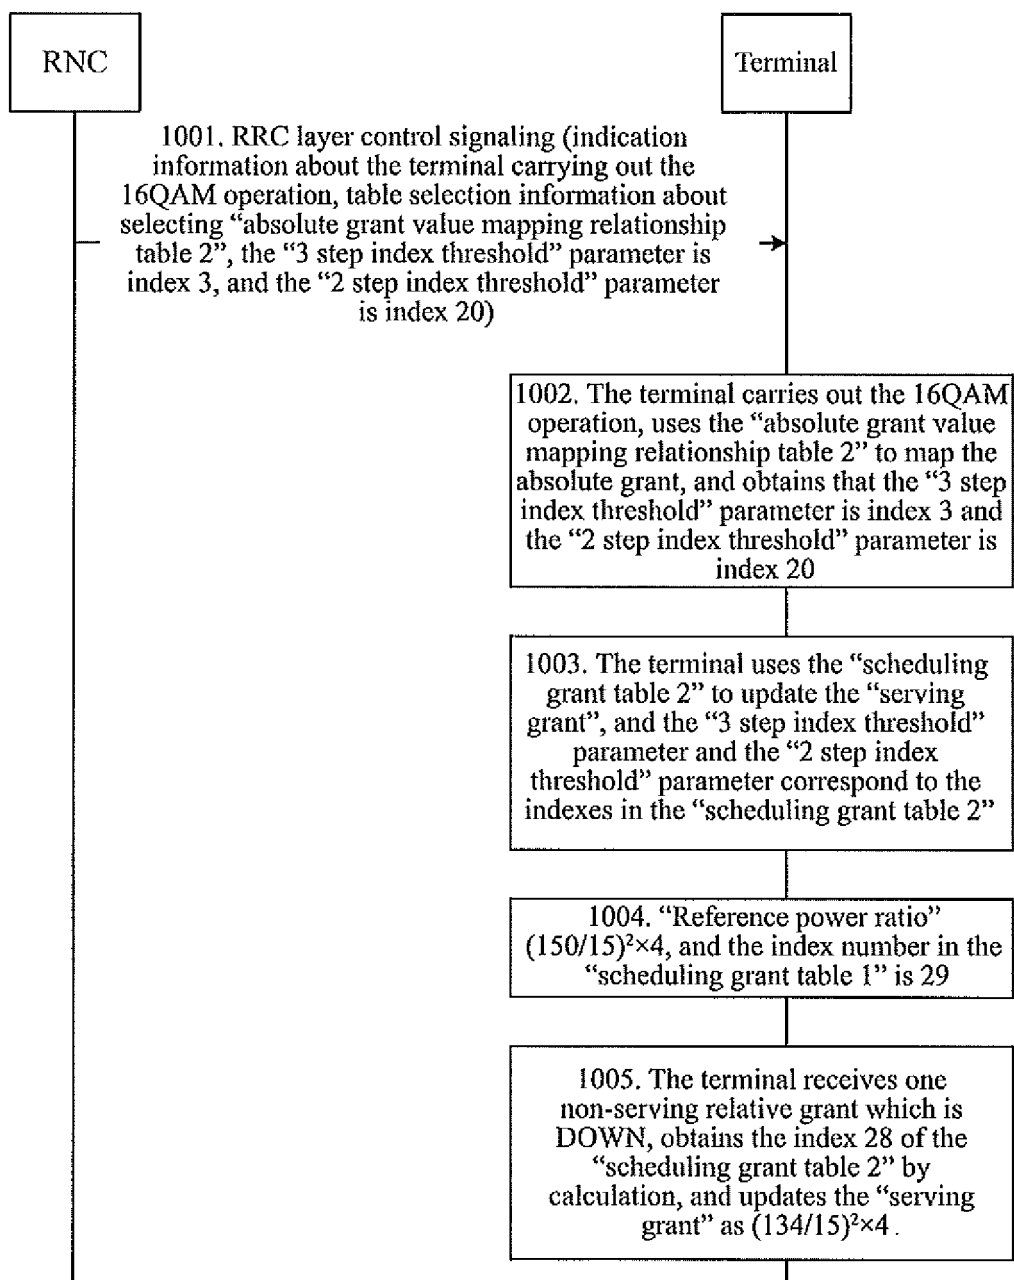 RNC
Terminal
1001. RRC layer control signaling (indication
information about the terminal carrying out the
16QAM operation, table selection information about
selecting “absolute grant value mapping relationship
table 2”, the “3 step index threshold” parameter is
index 3, and the “2 step index threshold” parameter
is index 20)
1002. The terminal carries out the 16QAM
operation, uses the “absolute grant value
mapping relationship table 2” to map the
absolute grant, and obtains that the “3 step
index threshold” parameter is index 3 and
the “2 step index threshold” parameter is
index 20
1003. The terminal uses the “scheduling
grant table 2” to update the “serving
grant”, and the “3 step index threshold”
parameter and the “2 step index
threshold” parameter correspond to the
indexes in the “scheduling grant table 2”
1004. “Reference power ratio”
(150/15)²×4, and the index number in the
“scheduling grant table 1” is 29
1005. The terminal receives one
non-serving relative grant which is
DOWN, obtains the index 28 of the
“scheduling grant table 2” by
calculation, and updates the “serving
grant” as (134/15)²×4 .